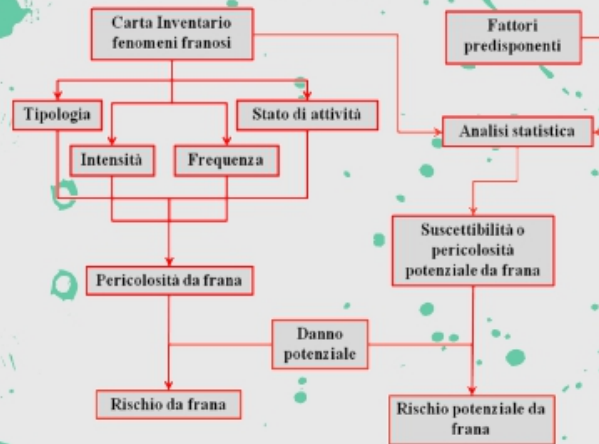 Carta Inventario
fenomeni franosi
Fattori
predisponenti
Tipologia
Stato di attività
Analisi statistica
Intensità
Frequenza
Suscettibilità o
pericolosità
potenziale da frana
Pericolosità da frana
Danno
potenziale
Rischio da frana
Rischio potenziale da
frana